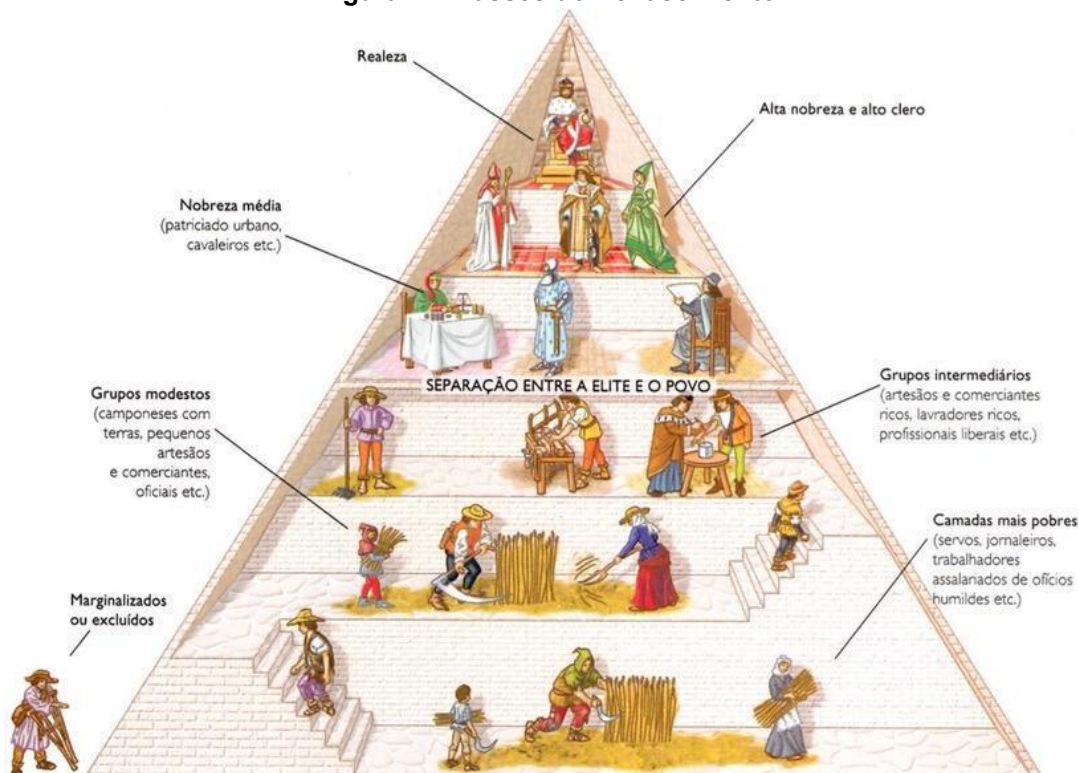 Realeza
Alta nobreza e alto clero
Nobreza média
(patriciado urbano,
cavaleiros etc.)
SEPARAÇÃO ENTRE A ELITE E O POVO
Grupos modestos
(camponeses com
terras, pequenos
artesãos
e comerciantes,
oficiais etc.)
Grupos intermediários
(artesãos e comerciantes
ricos, lavradores ricos,
profissionais liberais etc.)
Camadas mais pobres
(servos, jornaleiros,
trabalhadores
assalariados de ofícios
humildes etc.)
Marginalizados
ou excluídos